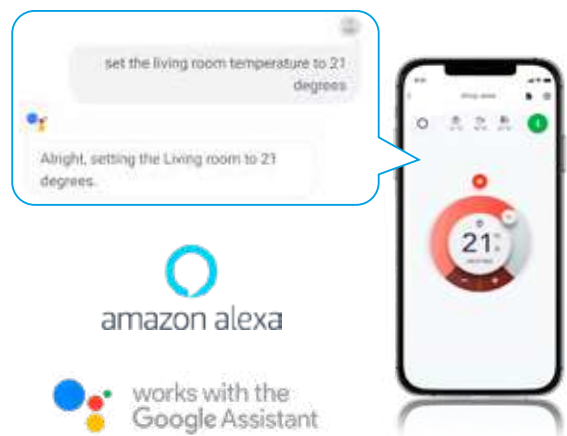 set the living room temperature to 21
degrees
Alright, setting the Living room to 21
degrees.
21
amazon alexa
works with the
Google Assistant